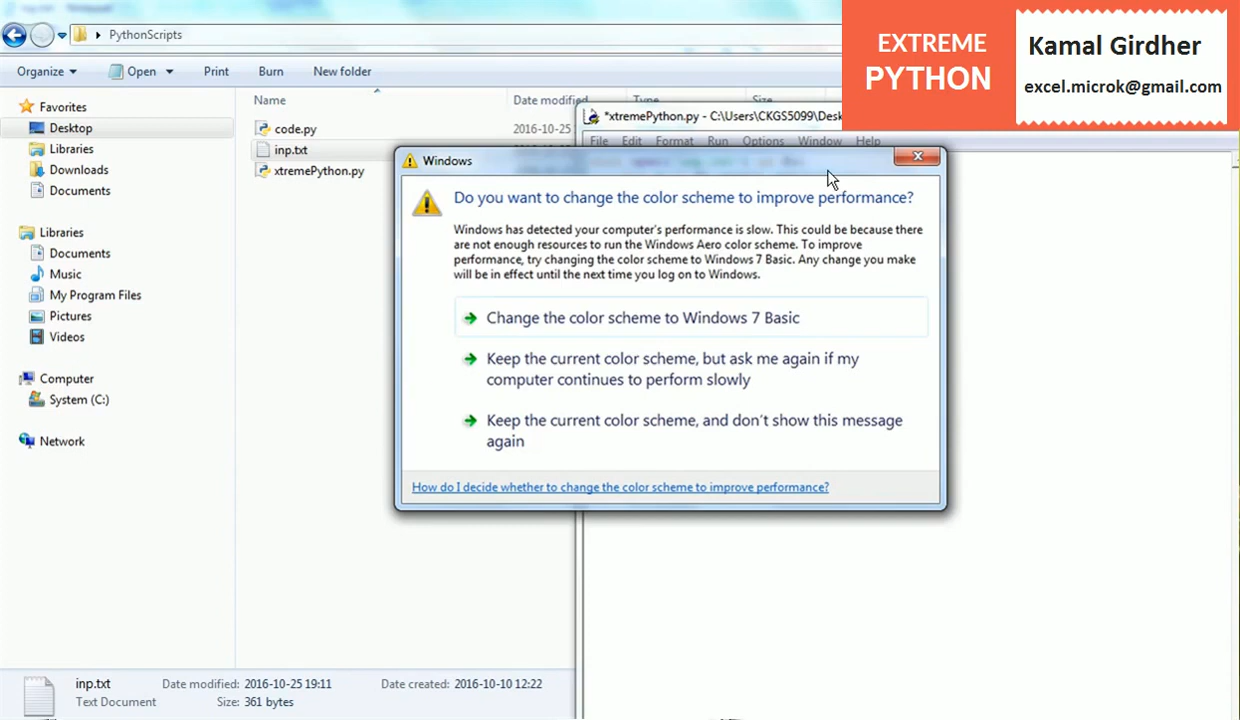 PythonScripts
EXTREME
PYTHON
Kamal Girdher
excel.microk@gmail.com
Organize
Open
Print
Burn
New folder
Favorites
Desktop
Libraries
Downloads
Documents
Libraries
Documents
Music
My Program Files
Pictures
Videos
Computer
System (C:)
Network
Name
Date modified
Type
Size
code.py
2016-10-25
inp.txt
xtremePython.py
*xtremePython.py - C:\Users\CKGS5099\Desk
File Edit Format Run Options Window Help
Windows
Do you want to change the color scheme to improve performance?
Windows has detected your computer's performance is slow. This could be because there
are not enough resources to run the Windows Aero color scheme. To improve
performance, try changing the color scheme to Windows 7 Basic. Any change you make
will be in effect until the next time you log on to Windows.
Change the color scheme to Windows 7 Basic
Keep the current color scheme, but ask me again if my
computer continues to perform slowly
Keep the current color scheme, and don't show this message
again
How do I decide whether to change the color scheme to improve performance?
inp.txt Date modified: 2016-10-25 19:11 Date created: 2016-10-10 12:22
Text Document Size: 361 bytes